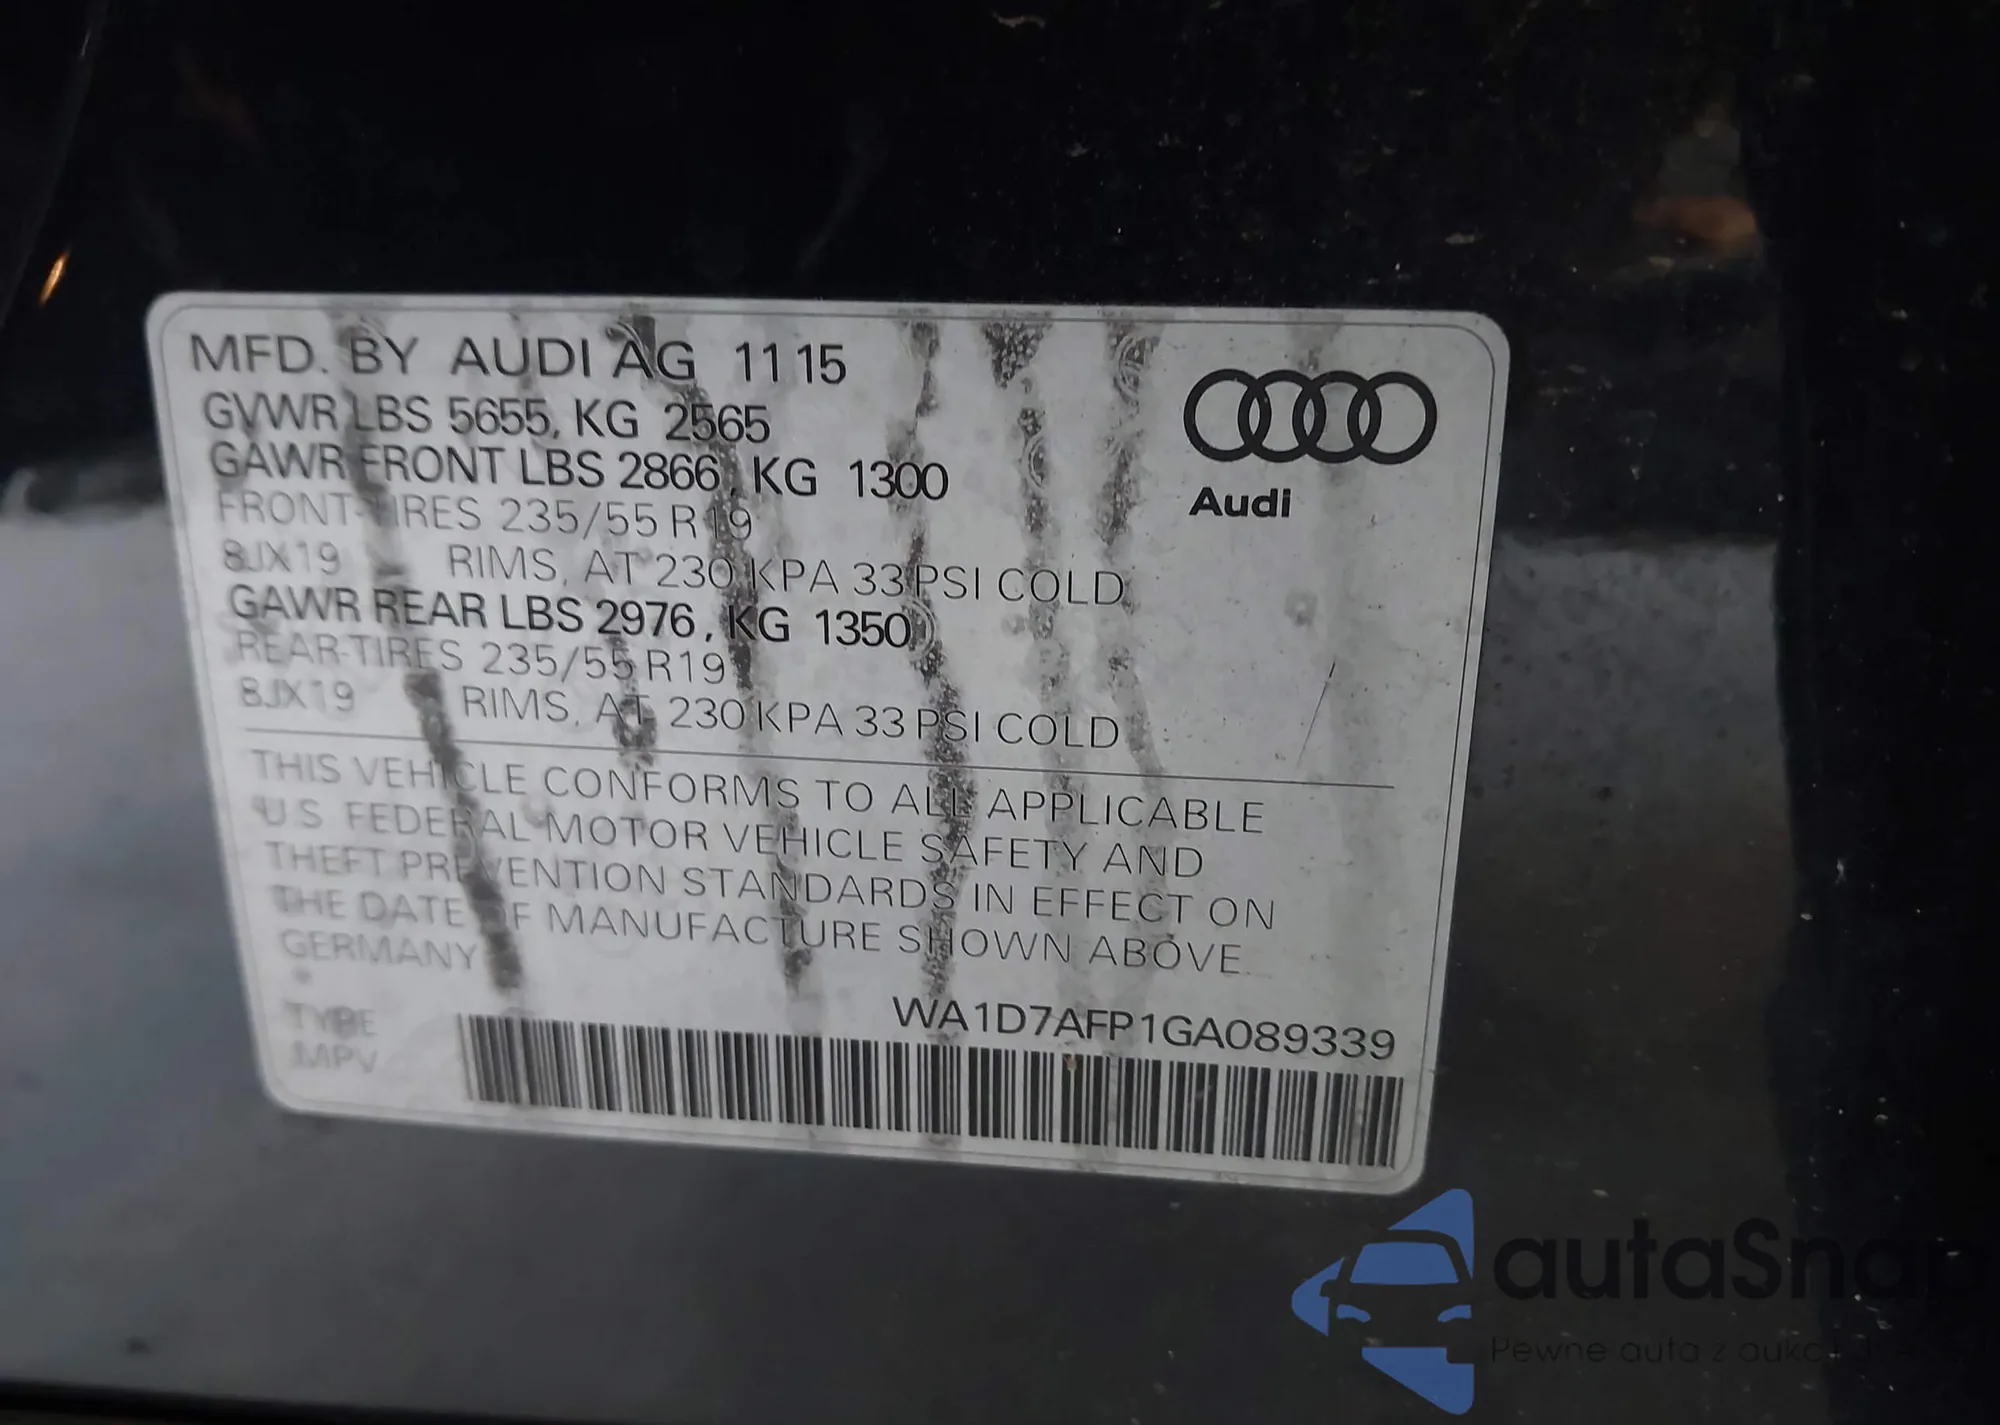 MFD. BY AUDI AG 11 15
GVWR LBS 5655, KG 2565
GAWR FRONT LBS 2866, KG 1300
FRONT-TIRES 235/55 R19
8JX19 RIMS, AT 230 KPA 33 PSI COLD
GAWR REAR LBS 2976, KG 1350
REAR-TIRES 235/55 R19
8JX19 RIMS, AT 230 KPA 33 PSI COLD
Audi
THIS VEHICLE CONFORMS TO ALL APPLICABLE
U.S. FEDERAL MOTOR VEHICLE SAFETY AND
THEFT PREVENTION STANDARDS IN EFFECT ON
THE DATE OF MANUFACTURE SHOWN ABOVE.
GERMANY
WA1D7AFP1GA089339
TYPE
MPV
autaSnap
Pewne auta z